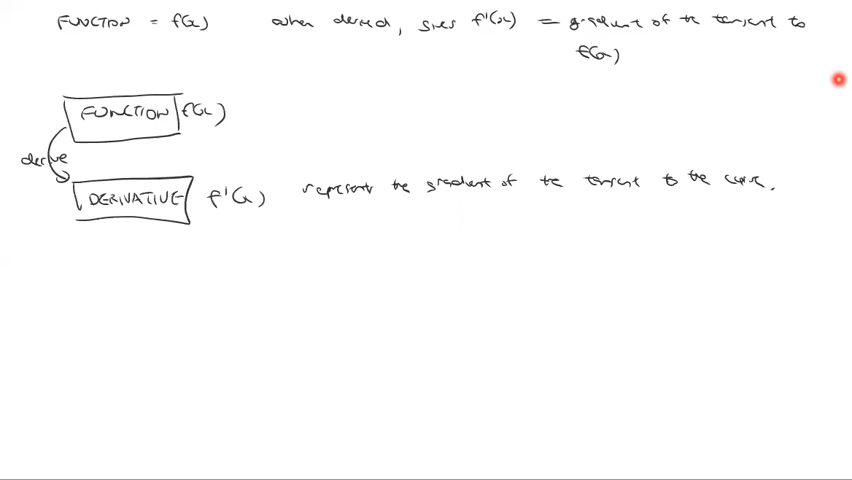 FUNCTION = f(x) when derived, gives f'(x) = gradient of the tangent to
f(x)
FUNCTION f(x)
derive
DERIVATIVE f'(x) represent the gradient of the tangent to the curve.